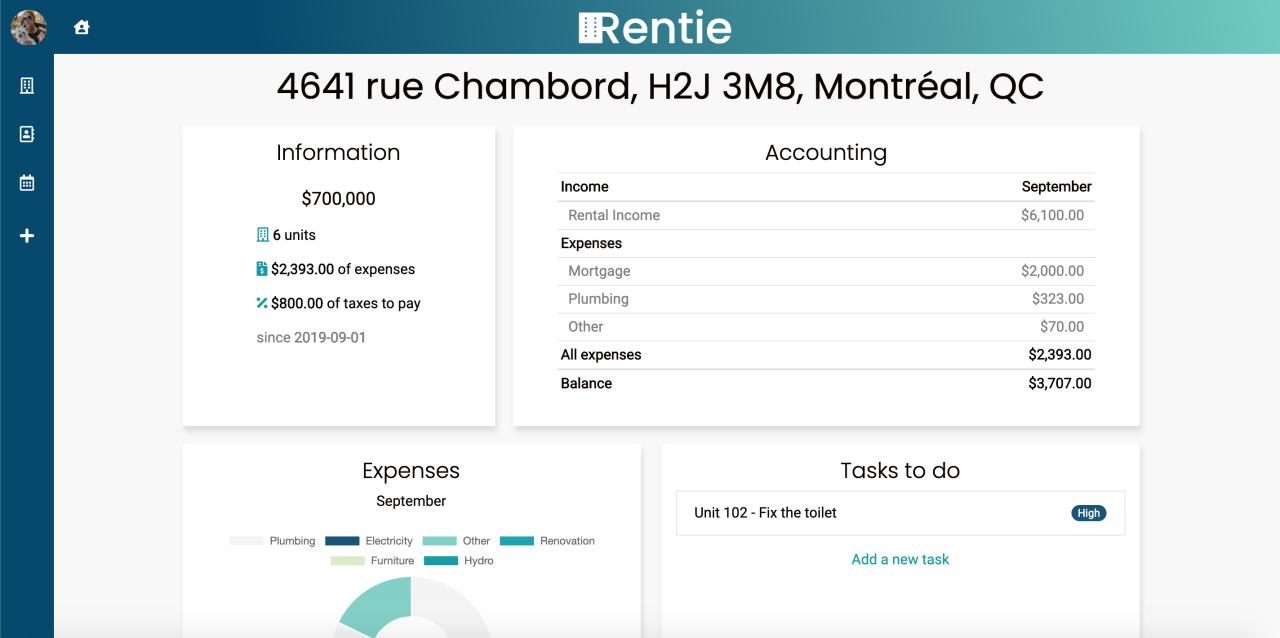 Rentie
4641 rue Chambord, H2J 3M8, Montréal, QC
Information
$700,000
6 units
$2,393.00 of expenses
$800.00 of taxes to pay
since 2019-09-01
Accounting
Income September
Rental Income $6,100.00
Expenses
Mortgage $2,000.00
Plumbing $323.00
Other $70.00
All expenses $2,393.00
Balance $3,707.00
Expenses
September
Plumbing Electricity Other Renovation
Furniture Hydro
Tasks to do
Unit 102 - Fix the toilet High
Add a new task